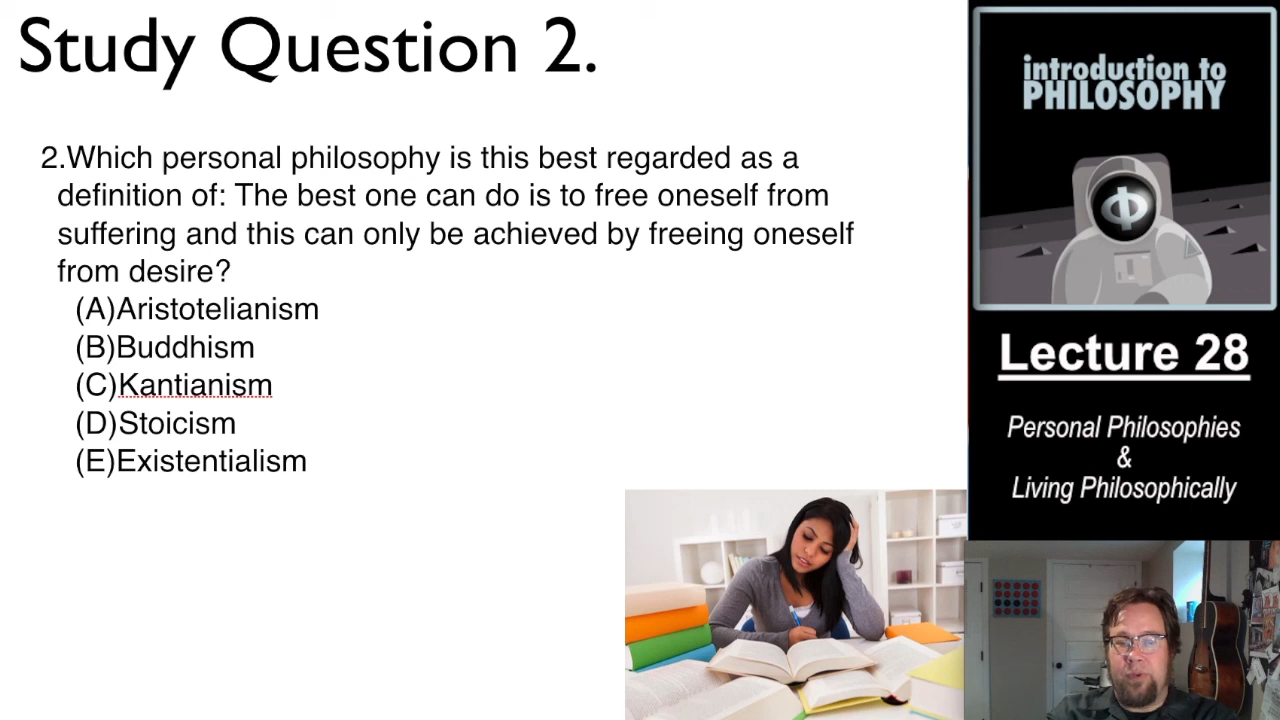 Study Question 2.
2.Which personal philosophy is this best regarded as a
definition of: The best one can do is to free oneself from
suffering and this can only be achieved by freeing oneself
from desire?
(A)Aristotelianism
(B)Buddhism
(C)Kantianism
(D)Stoicism
(E)Existentialism
introduction to
PHILOSOPHY
Φ
Lecture 28
Personal Philosophies
&
Living Philosophically